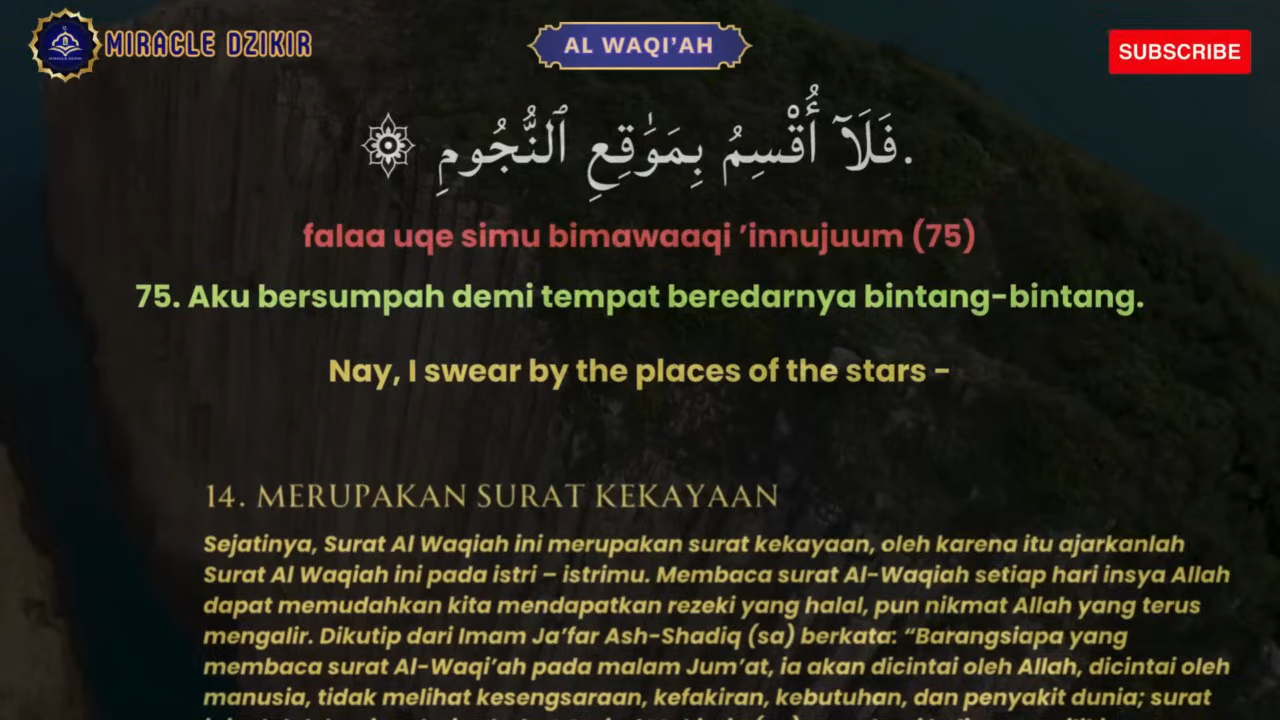 MIRACLE DZIKIR
AL WAQI’AH
SUBSCRIBE
فَلَآ أُقْسِمُ بِمَوَٰقِعِ ٱلنُّجُومِ ۞.
falaa uqe simu bimawaaqi ’innujuum (75)
75. Aku bersumpah demi tempat beredarnya bintang-bintang.
Nay, I swear by the places of the stars -
14. MERUPAKAN SURAT KEKAYAAN
Sejatinya, Surat Al Waqiah ini merupakan surat kekayaan, oleh karena itu ajarkanlah
Surat Al Waqiah ini pada istri – istrimu. Membaca surat Al-Waqiah setiap hari insya Allah
dapat memudahkan kita mendapatkan rezeki yang halal, pun nikmat Allah yang terus
mengalir. Dikutip dari Imam Ja’far Ash-Shadiq (sa) berkata: “Barangsiapa yang
membaca surat Al-Waqi’ah pada malam Jum’at, ia akan dicintai oleh Allah, dicintai oleh
manusia, tidak melihat kesengsaraan, kefakiran, kebutuhan, dan penyakit dunia; surat